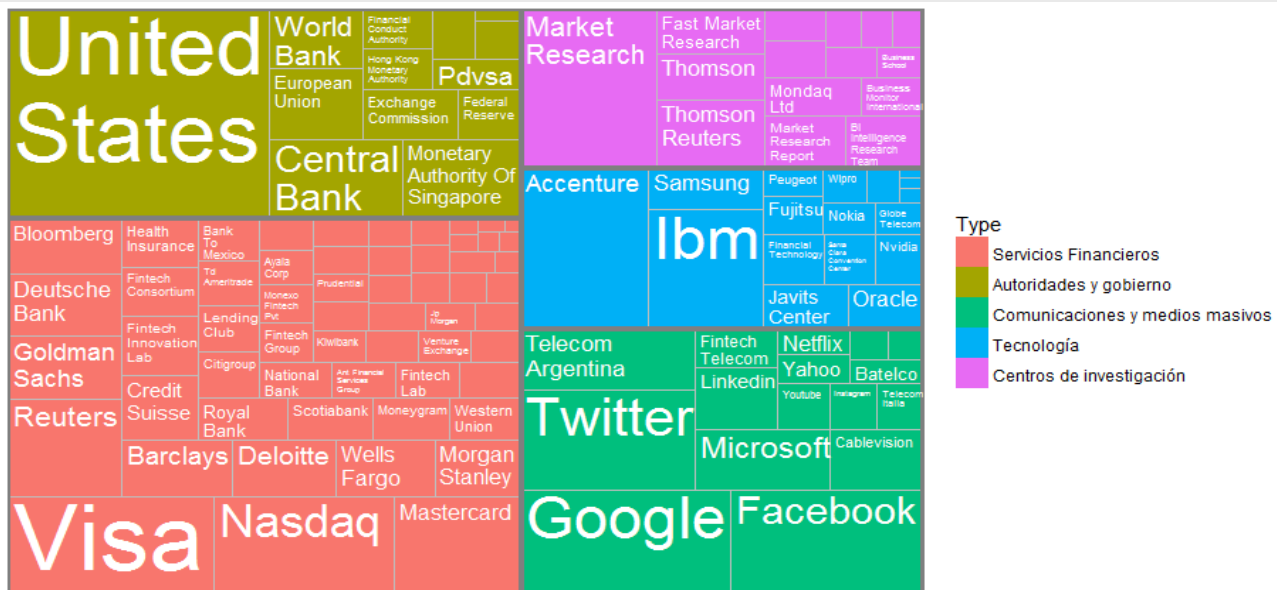 United
States
World
Bank
European
Union
Financial
Conduct
Authority
Hong Kong
Monetary
Authority
Pdvsa
Exchange
Commission
Federal
Reserve
Central
Bank
Monetary
Authority Of
Singapore
Market
Research
Fast Market
Research
Thomson
Thomson
Reuters
Business
School
Mondaq
Ltd
Business
Monitor
International
Market
Research
Report
BI
Intelligence
Research
Team
Accenture
Samsung
Ibm
Peugeot
Wipro
Fujitsu
Nokia
Globe
Telecom
Financial
Technology
Santa
Clara
Convention
Center
Nvidia
Javits
Center
Oracle
Bloomberg
Deutsche
Bank
Goldman
Sachs
Reuters
Health
Insurance
Fintech
Consortium
Fintech
Innovation
Lab
Credit
Suisse
Bank
To
Mexico
Td
Ameritrade
Lending
Club
Citigroup
Ayala
Corp
Monexo
Fintech
Pvt
Fintech
Group
Prudential
Kiwibank
Jp
Morgan
Venture
Exchange
National
Bank
Ant Financial
Services
Group
Fintech
Lab
Royal
Bank
Scotiabank
Moneygram
Western
Union
Barclays
Deloitte
Wells
Fargo
Morgan
Stanley
Visa
Nasdaq
Mastercard
Telecom
Argentina
Fintech
Telecom
Netflix
Linkedin
Yahoo
Batelco
Youtube
Instagram
Telecom
Italia
Twitter
Microsoft
Cablevision
Google
Facebook
Type
Servicios Financieros
Autoridades y gobierno
Comunicaciones y medios masivos
Tecnología
Centros de investigación